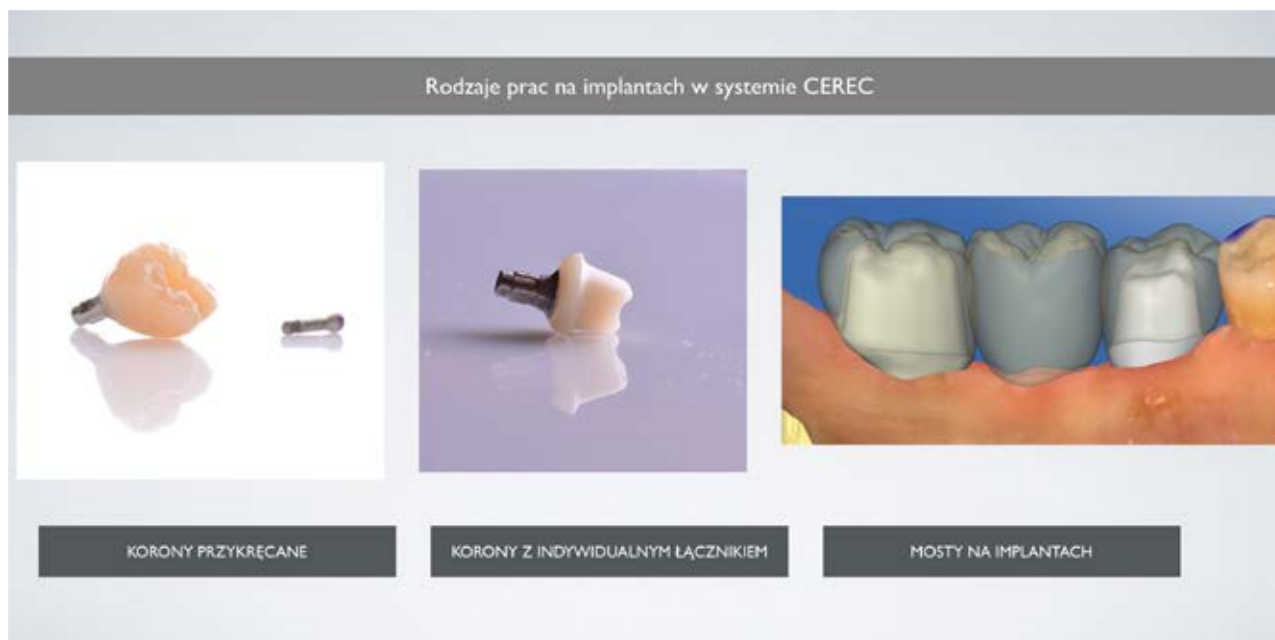 Rodzaje prac na implantach w systemie CEREC
KORONY PRZYKRĘCANE
KORONY Z INDYWIDUALNYM ŁĄCZNIKIEM
MOSTY NA IMPLANTACH